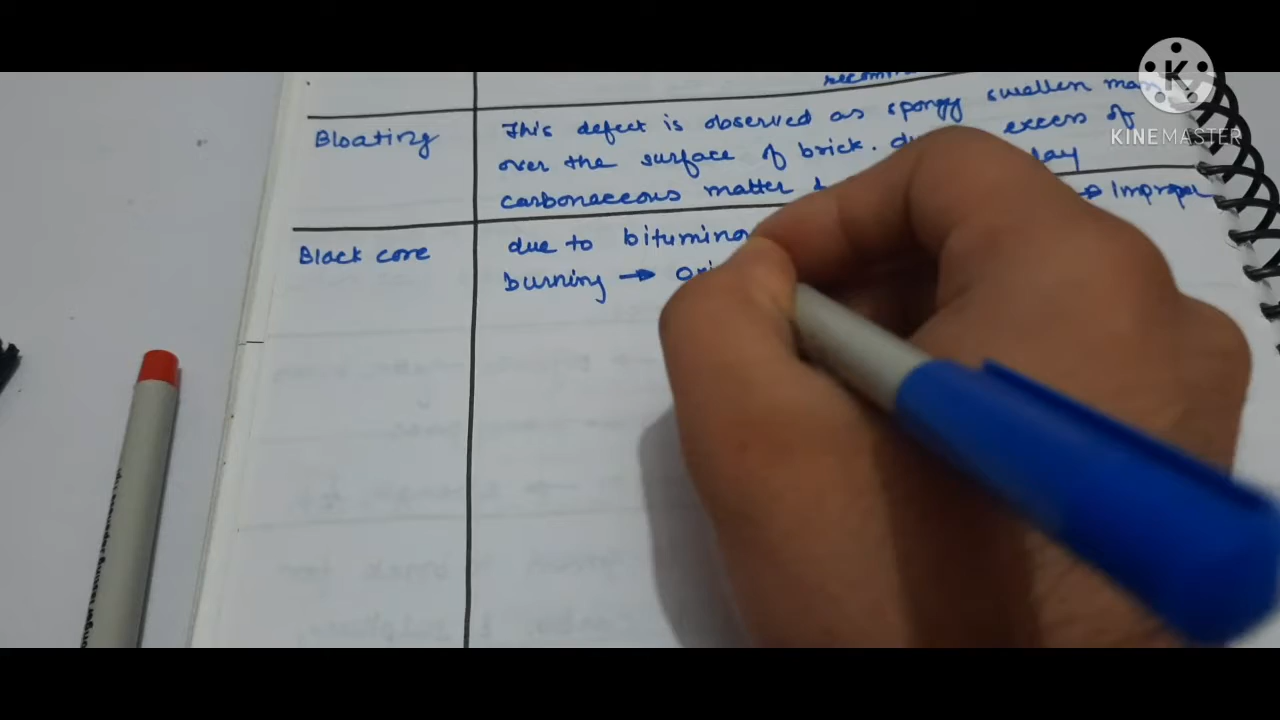 Bloating
This defect is observed as spongy swollen
over the surface of brick. excess of
carbonaceous matter &
Black core
due to bitumino → Improper
burning →
KINEMASTER